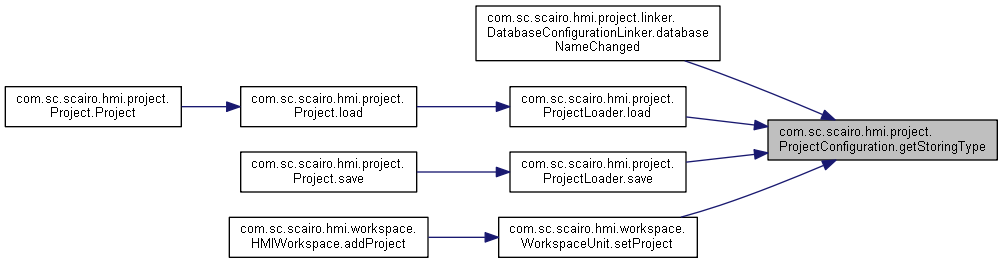 com.sc.scairo.hmi.project.linker.
DatabaseConfigurationLinker.database
NameChanged
com.sc.scairo.hmi.project.
Project.Project
com.sc.scairo.hmi.project.
Project.load
com.sc.scairo.hmi.project.
ProjectLoader.load
com.sc.scairo.hmi.project.
ProjectConfiguration.getStoringType
com.sc.scairo.hmi.project.
Project.save
com.sc.scairo.hmi.project.
ProjectLoader.save
com.sc.scairo.hmi.workspace.
HMIWorkspace.addProject
com.sc.scairo.hmi.workspace.
WorkspaceUnit.setProject